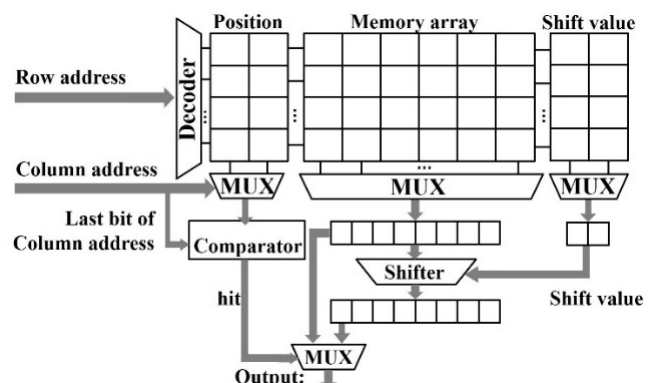 Position
Memory array
Shift value
Row address
Decoder
...
...
...
Column address
MUX
MUX
MUX
Last bit of
Column address
Comparator
Shifter
hit
Shift value
MUX
Output: